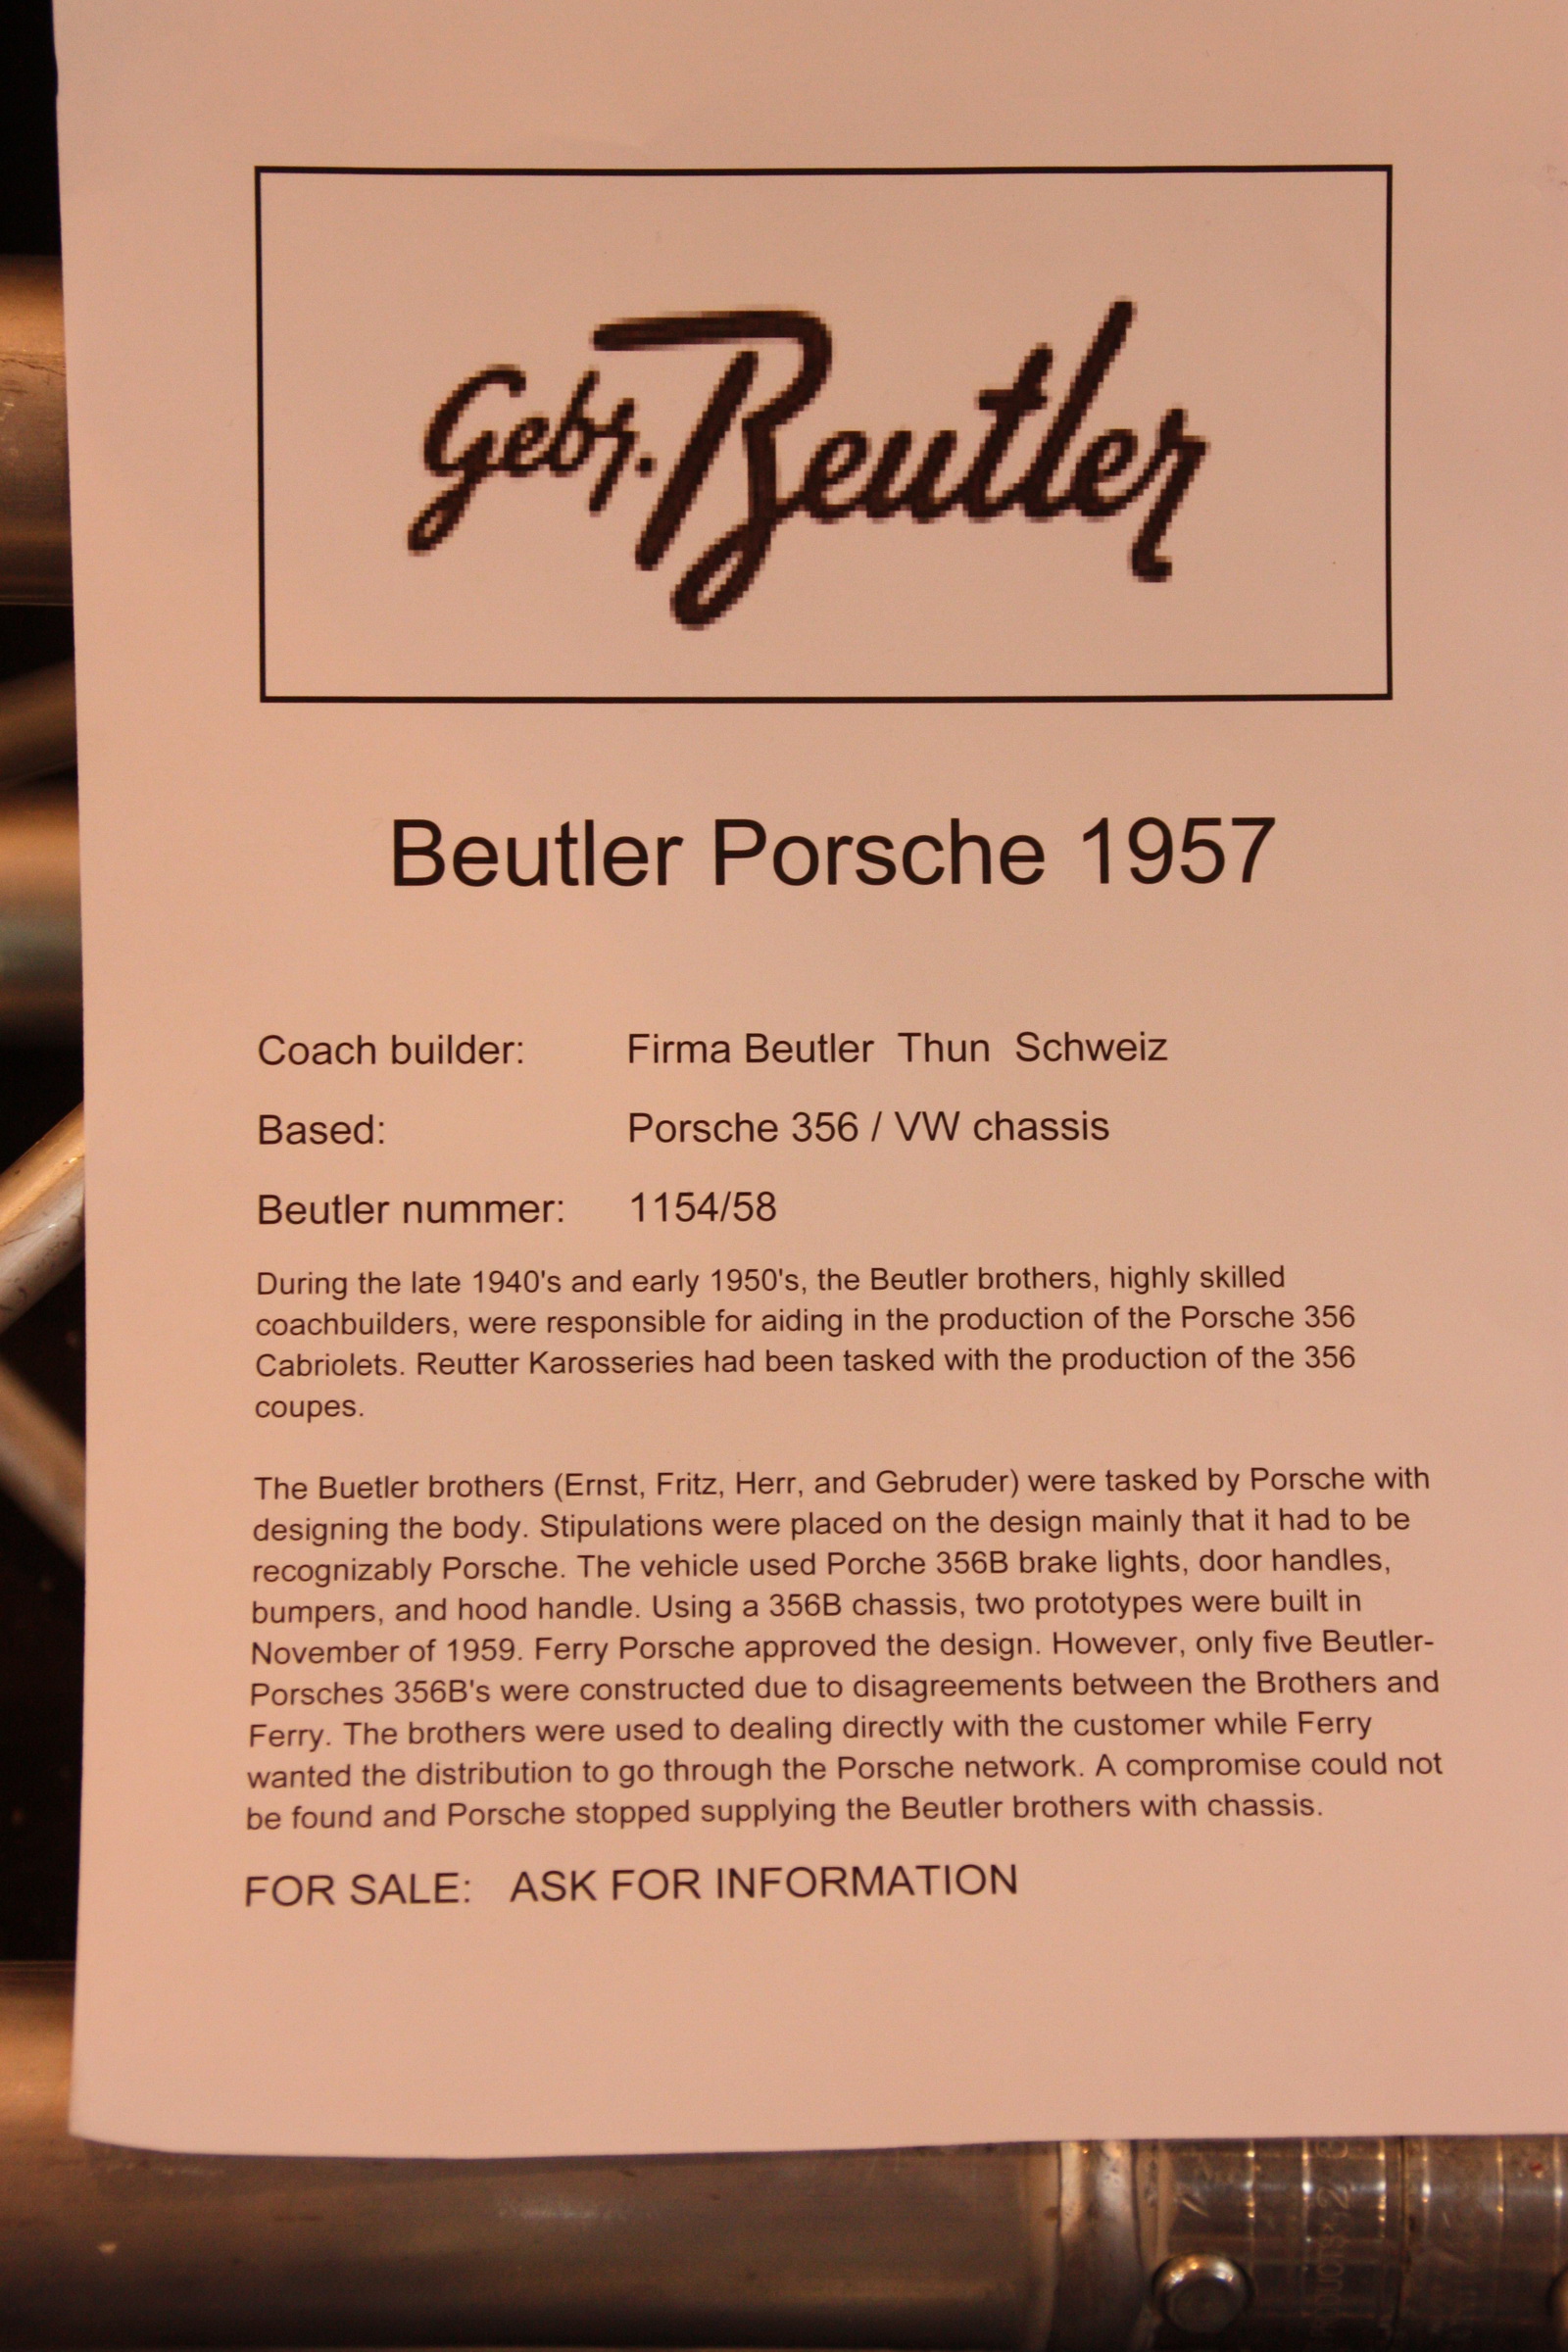 Gebr. Beutler
Beutler Porsche 1957
Coach builder: Firma Beutler Thun Schweiz
Based: Porsche 356 / VW chassis
Beutler nummer: 1154/58
During the late 1940's and early 1950's, the Beutler brothers, highly skilled
coachbuilders, were responsible for aiding in the production of the Porsche 356
Cabriolets. Reutter Karosseries had been tasked with the production of the 356
coupes.
The Buetler brothers (Ernst, Fritz, Herr, and Gebruder) were tasked by Porsche with
designing the body. Stipulations were placed on the design mainly that it had to be
recognizably Porsche. The vehicle used Porche 356B brake lights, door handles,
bumpers, and hood handle. Using a 356B chassis, two prototypes were built in
November of 1959. Ferry Porsche approved the design. However, only five Beutler-
Porsches 356B's were constructed due to disagreements between the Brothers and
Ferry. The brothers were used to dealing directly with the customer while Ferry
wanted the distribution to go through the Porsche network. A compromise could not
be found and Porsche stopped supplying the Beutler brothers with chassis.
FOR SALE: ASK FOR INFORMATION